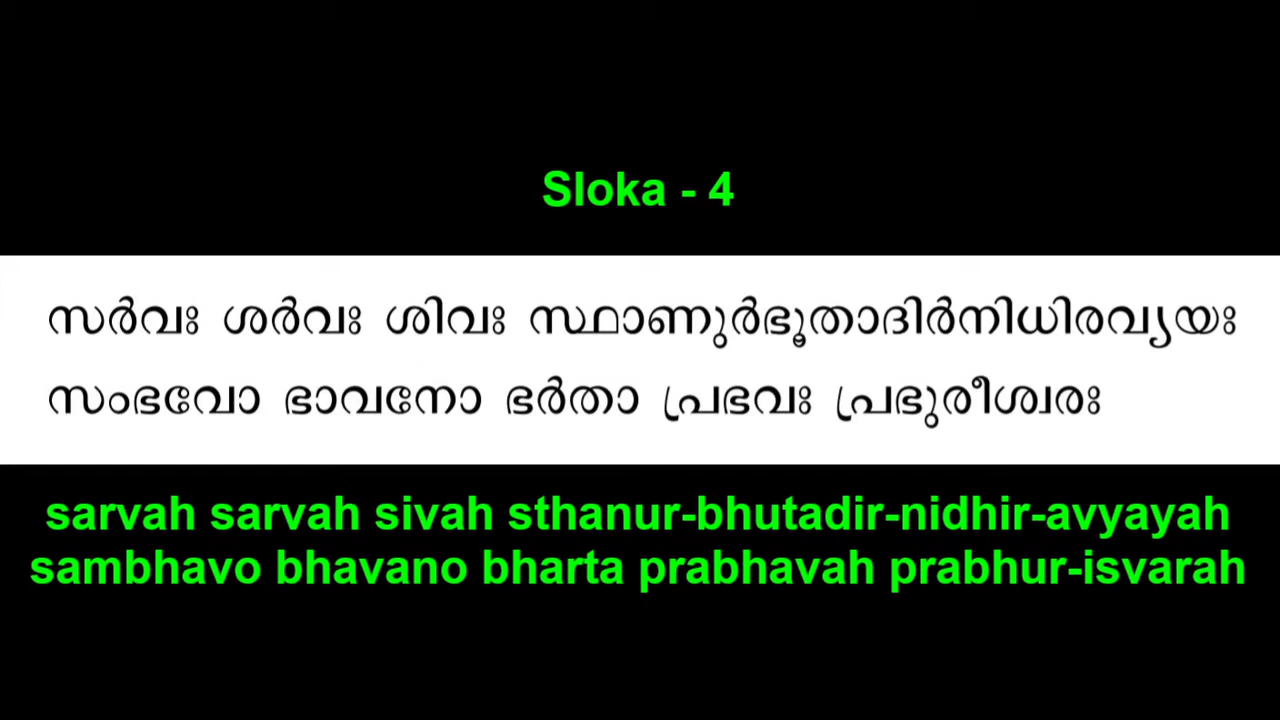 Sloka - 4
സർവഃ ശർവഃ ശിവഃ സ്ഥാണുർഭൂതാദിർനിധിരവ്യയഃ
സംഭവോ ഭാവനോ ഭർതാ പ്രഭവഃ പ്രഭുരീശ്വരഃ
sarvah sarvah sivah sthanur-bhutadir-nidhir-avyayah
sambhavo bhavano bharta prabhavah prabhur-isvarah